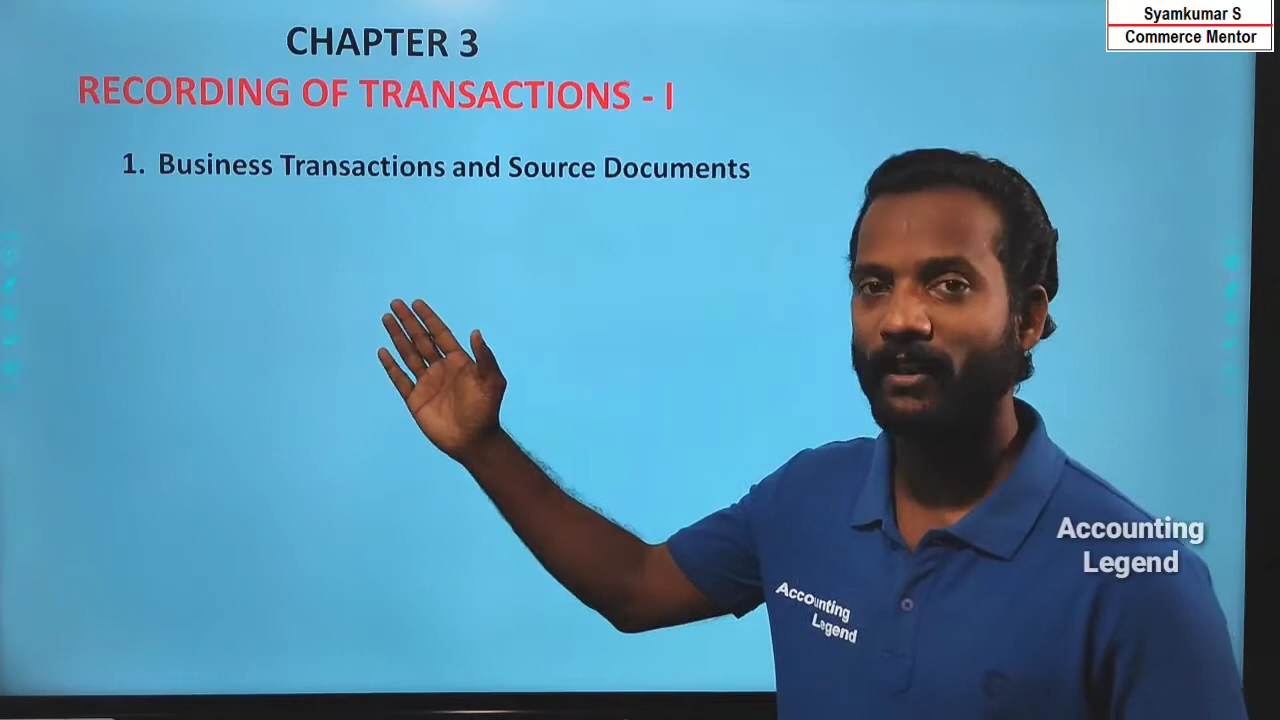 Syamkumar S
Commerce Mentor
CHAPTER 3
RECORDING OF TRANSACTIONS - I
1. Business Transactions and Source Documents
Accounting
Legend
Accounting
Legend